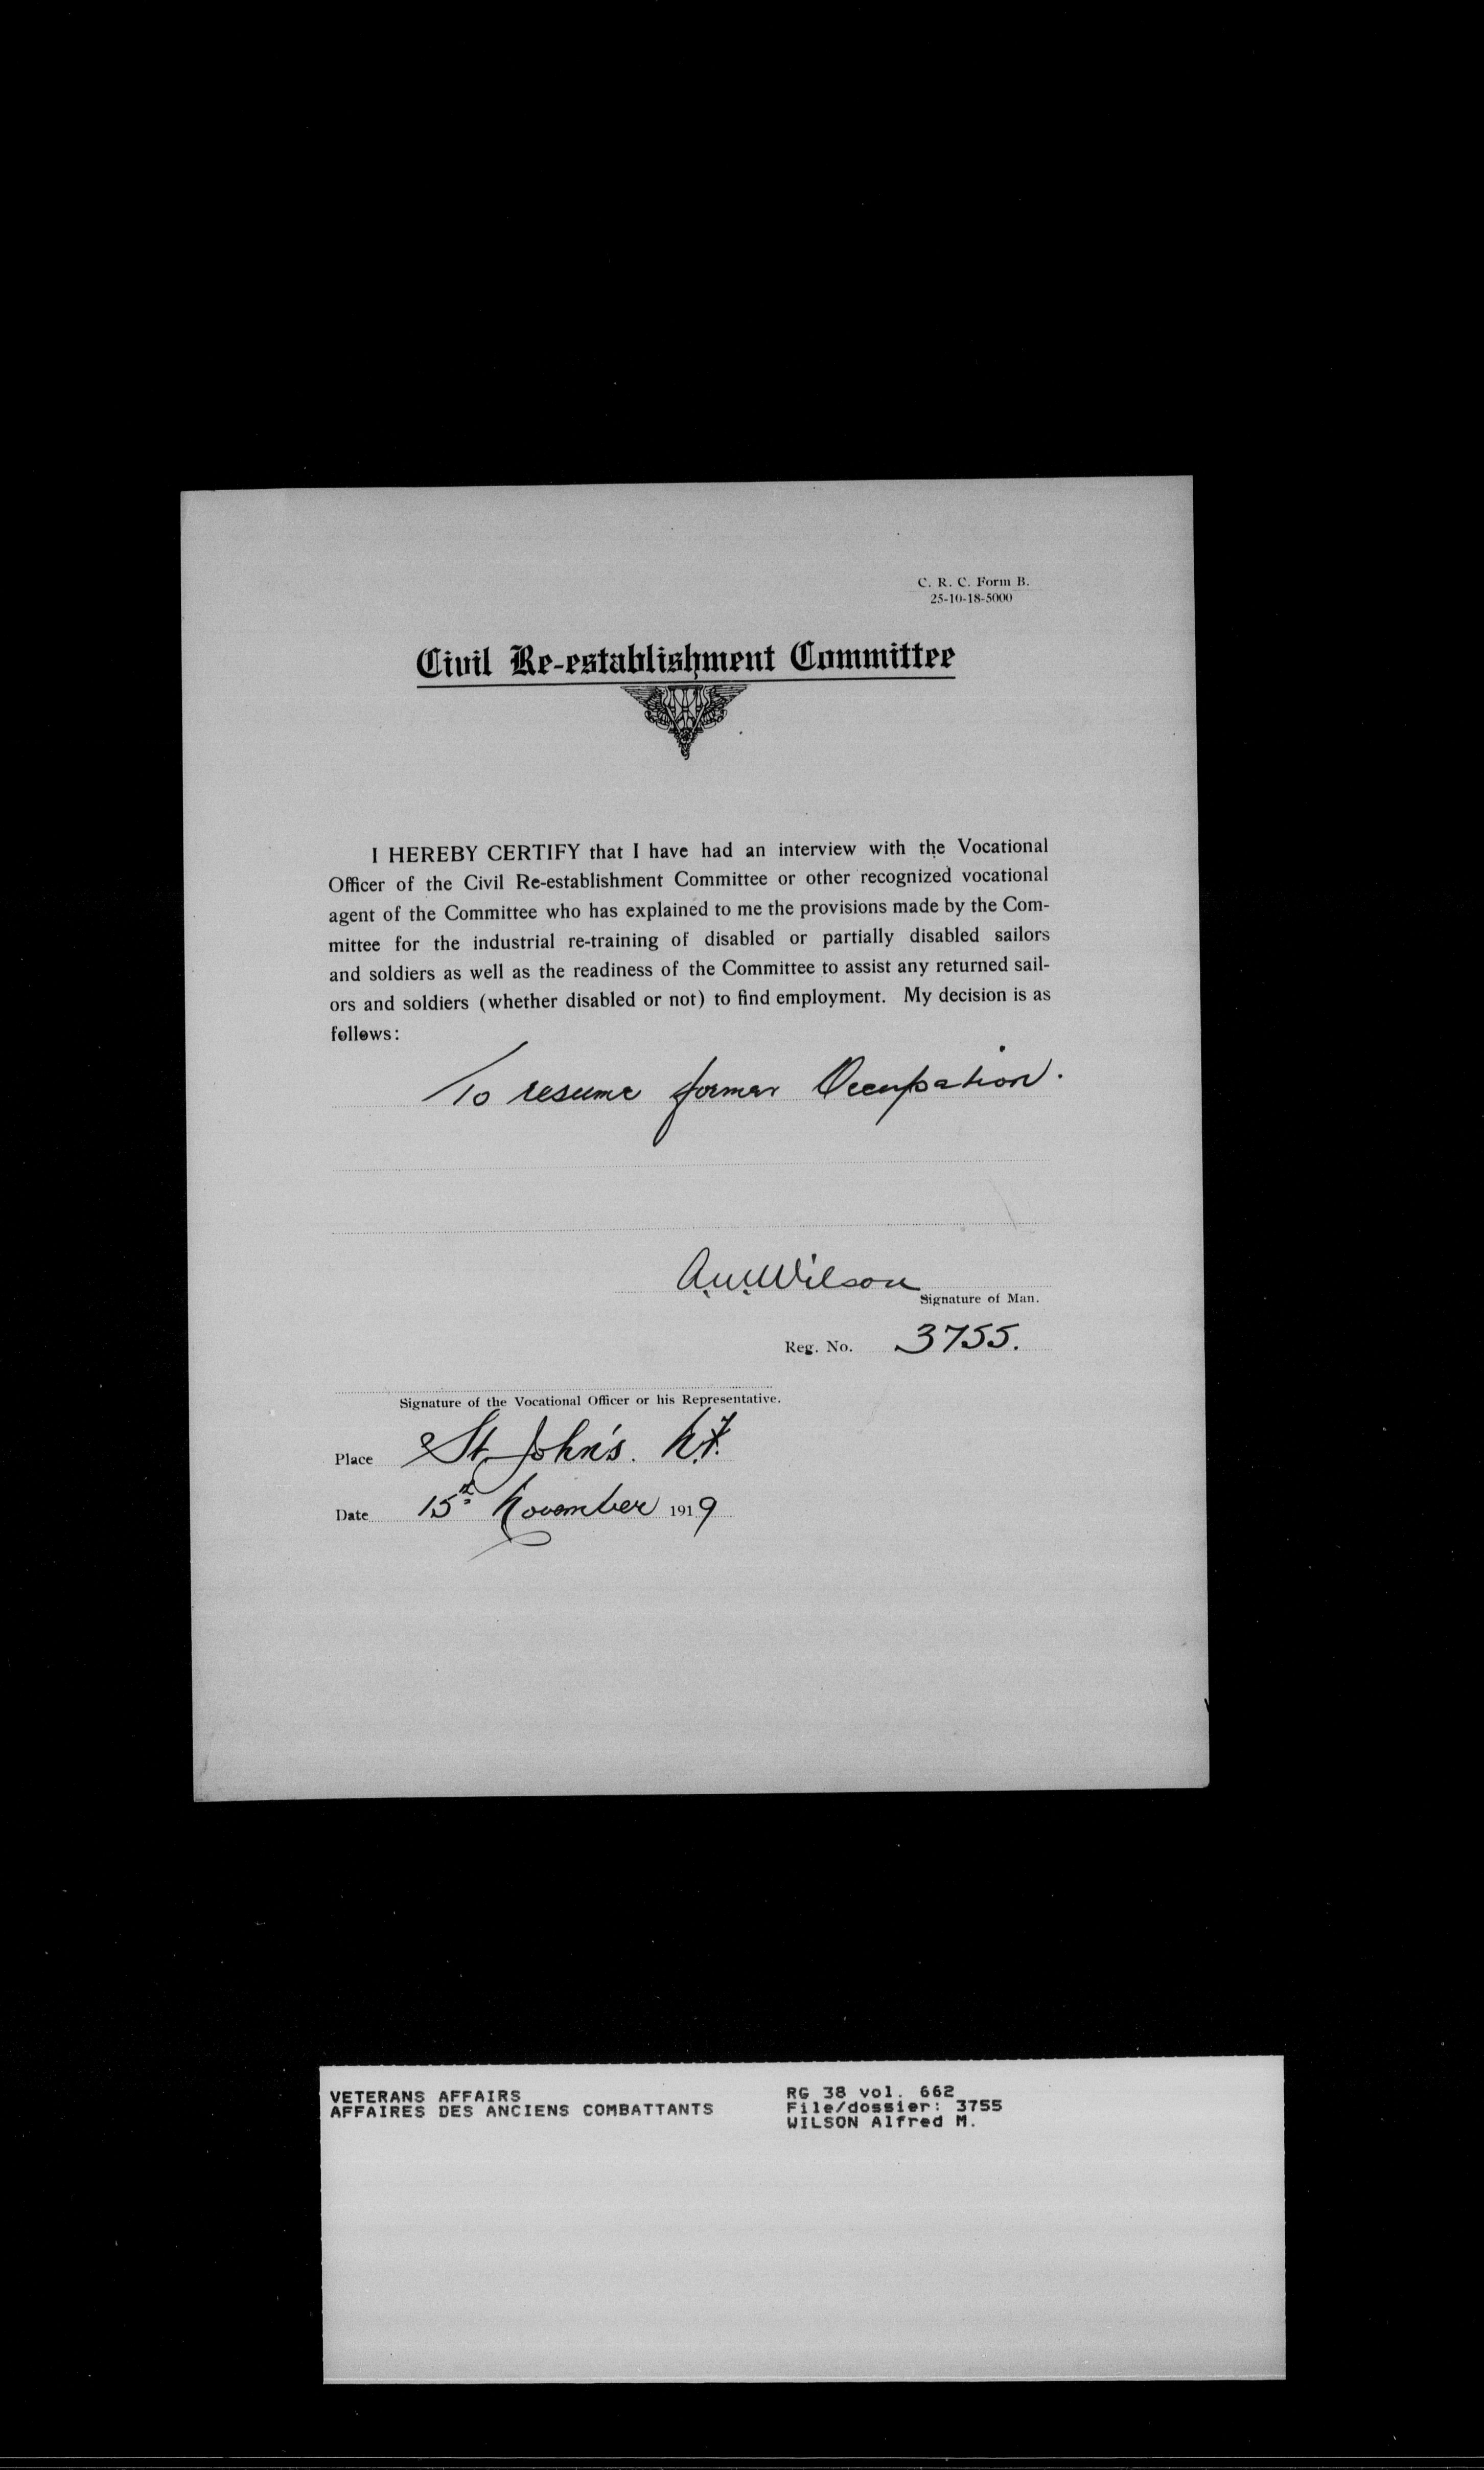 C. R. C. Form B.
25-10-18-5000
Civil Re-establishment Committee
I HEREBY CERTIFY that I have had an interview with the Vocational
Officer of the Civil Re-establishment Committee or other recognized vocational
agent of the Committee who has explained to me the provisions made by the Com-
mittee for the industrial re-training of disabled or partially disabled sailors
and soldiers as well as the readiness of the Committee to assist any returned sail-
ors and soldiers (whether disabled or not) to find employment. My decision is as
follows:
To resume former Occupation.
A.M.Wilson
Signature of Man.
Reg. No. 3755.
Signature of the Vocational Officer or his Representative.
Place St. John's. N.F.
Date 15th November 1919
VETERANS AFFAIRS
AFFAIRES DES ANCIENS COMBATTANTS
RG 38 vol. 662
File/dossier: 3755
WILSON Alfred M.